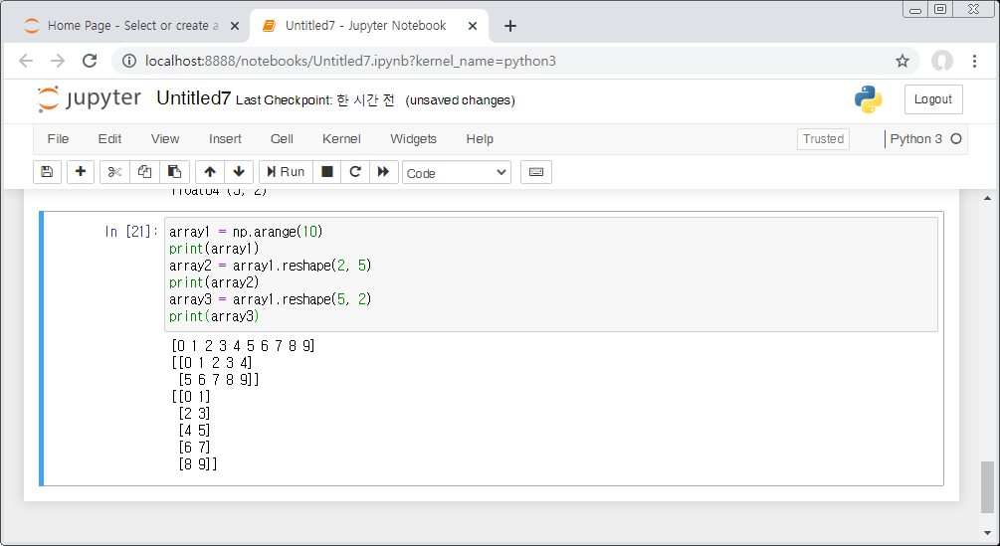 Home Page - Select or create a
Untitled7 - Jupyter Notebook
localhost:8888/notebooks/Untitled7.ipynb?kernel_name=python3
jupyter Untitled7 Last Checkpoint: 한 시간 전 (unsaved changes)
Logout
File Edit View Insert Cell Kernel Widgets Help
Trusted
Python 3
Run
Code
float64 (3, 2)
In [21]:
array1 = np.arange(10)
print(array1)
array2 = array1.reshape(2, 5)
print(array2)
array3 = array1.reshape(5, 2)
print(array3)
[0 1 2 3 4 5 6 7 8 9]
[[0 1 2 3 4]
 [5 6 7 8 9]]
[[0 1]
 [2 3]
 [4 5]
 [6 7]
 [8 9]]